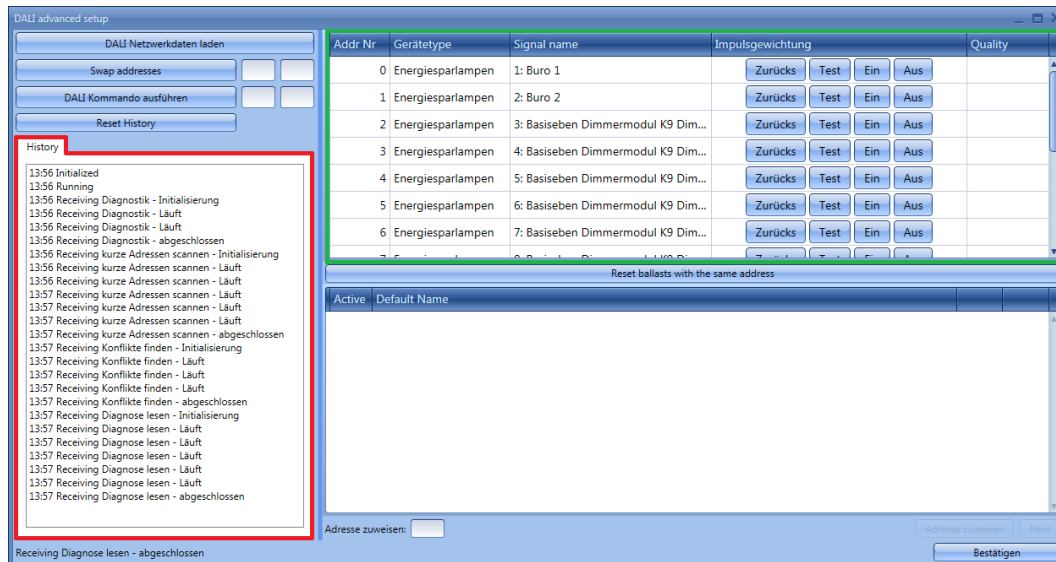 DALI advanced setup
DALI Netzwerkdaten laden
Swap addresses
DALI Kommando ausführen
Reset History
History
13:56 Initialized
13:56 Running
13:56 Receiving Diagnostik - Initialisierung
13:56 Receiving Diagnostik - Läuft
13:56 Receiving Diagnostik - Läuft
13:56 Receiving Diagnostik - abgeschlossen
13:56 Receiving kurze Adressen scannen - Initialisierung
13:56 Receiving kurze Adressen scannen - Läuft
13:56 Receiving kurze Adressen scannen - Läuft
13:57 Receiving kurze Adressen scannen - Läuft
13:57 Receiving kurze Adressen scannen - Läuft
13:57 Receiving kurze Adressen scannen - Läuft
13:57 Receiving kurze Adressen scannen - abgeschlossen
13:57 Receiving Konflikte finden - Initialisierung
13:57 Receiving Konflikte finden - Läuft
13:57 Receiving Konflikte finden - Läuft
13:57 Receiving Konflikte finden - Läuft
13:57 Receiving Konflikte finden - abgeschlossen
13:57 Receiving Diagnose lesen - Initialisierung
13:57 Receiving Diagnose lesen - Läuft
13:57 Receiving Diagnose lesen - Läuft
13:57 Receiving Diagnose lesen - Läuft
13:57 Receiving Diagnose lesen - Läuft
13:57 Receiving Diagnose lesen - Läuft
13:57 Receiving Diagnose lesen - abgeschlossen
Addr Nr Gerätetype Signal name Impulsgewichtung Quality
0 Energiesparlampen 1: Buro 1 Zurücks Test Ein Aus
1 Energiesparlampen 2: Buro 2 Zurücks Test Ein Aus
2 Energiesparlampen 3: Basiseben Dimmermodul K9 Dim... Zurücks Test Ein Aus
3 Energiesparlampen 4: Basiseben Dimmermodul K9 Dim... Zurücks Test Ein Aus
4 Energiesparlampen 5: Basiseben Dimmermodul K9 Dim... Zurücks Test Ein Aus
5 Energiesparlampen 6: Basiseben Dimmermodul K9 Dim... Zurücks Test Ein Aus
6 Energiesparlampen 7: Basiseben Dimmermodul K9 Dim... Zurücks Test Ein Aus
Reset ballasts with the same address
Active Default Name
Adresse zuweisen: Adresse zuweisen Next
Receiving Diagnose lesen - abgeschlossen Bestätigen